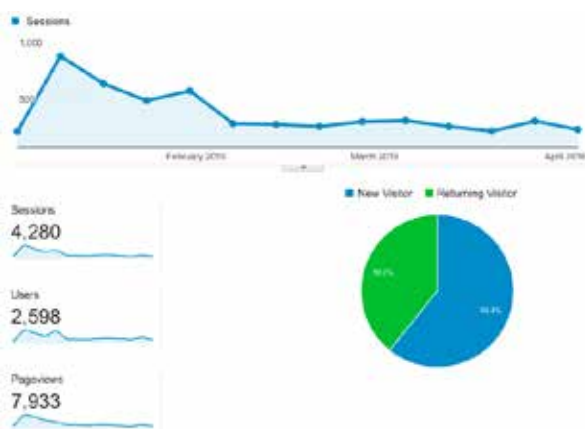 Sessions
1,000
500
February 2019
March 2019
April 2019
New Visitor
Returning Visitor
Sessions
4,280
Users
2,598
Pageviews
7,933